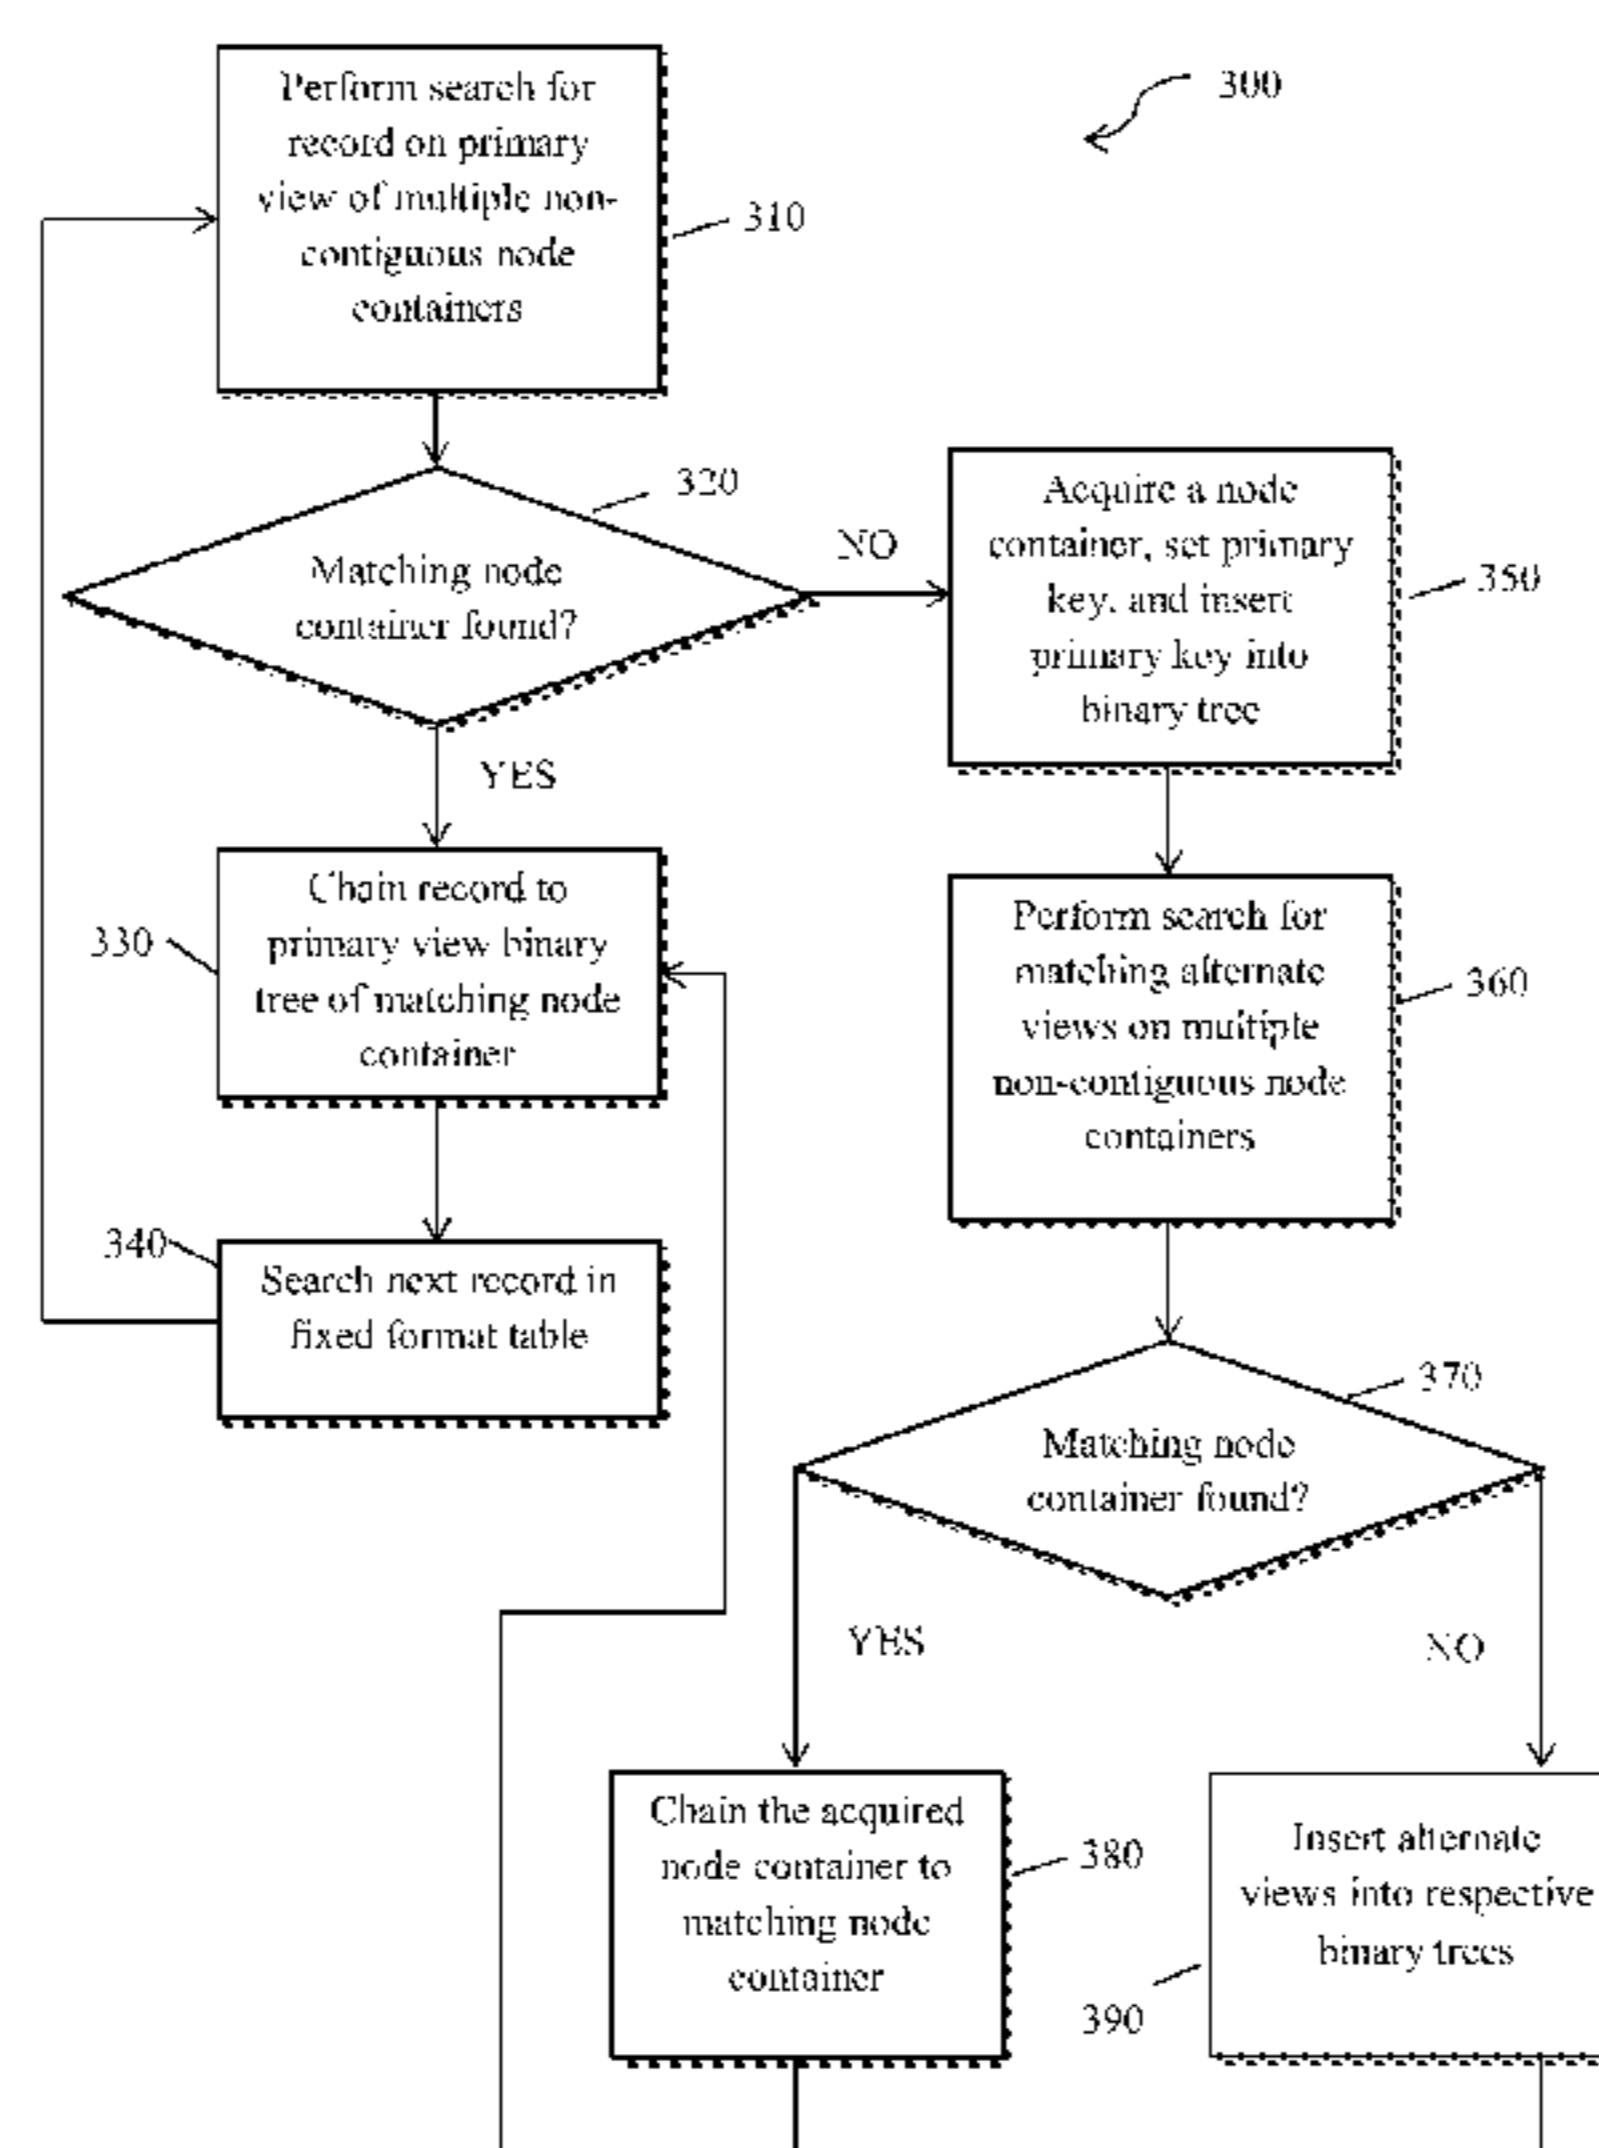 300
Perform search for
record on primary
view of multiple non-
contiguous node
containers
310
320
Matching node
container found?
NO
YES
Acquire a node
container, set primary
key, and insert
primary key into
binary tree
350
Chain record to
primary view binary
tree of matching node
container
330
Perform search for
matching alternate
views on multiple
non-contiguous node
containers
360
340
Search next record in
fixed format table
370
Matching node
container found?
YES
NO
Chain the acquired
node container to
matching node
container
380
Insert alternate
views into respective
binary trees
390